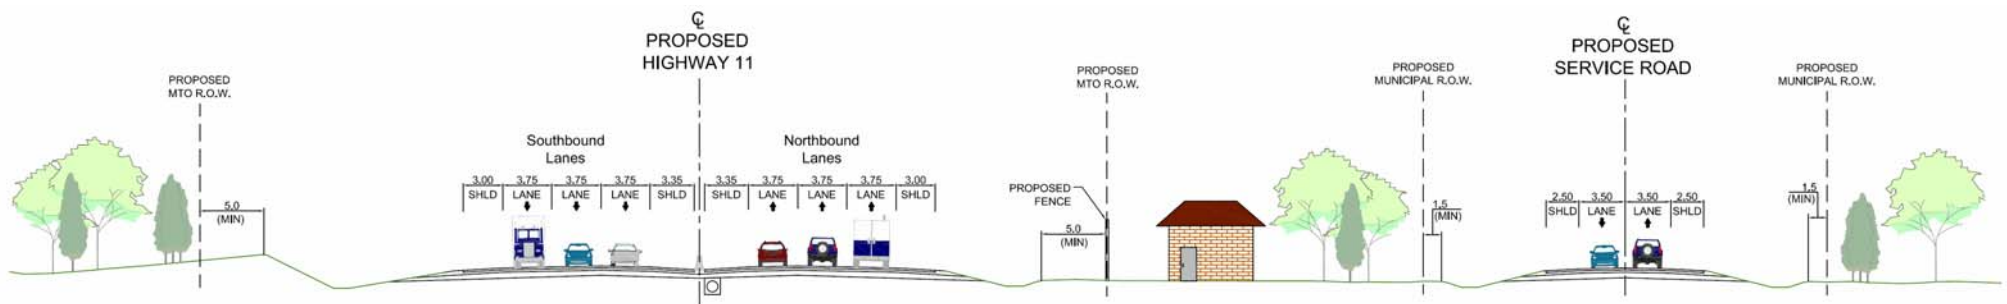 ℄
PROPOSED
HIGHWAY 11
℄
PROPOSED
SERVICE ROAD
PROPOSED
MTO R.O.W.
PROPOSED
MTO R.O.W.
PROPOSED
MUNICIPAL R.O.W.
PROPOSED
MUNICIPAL R.O.W.
Southbound
Lanes
Northbound
Lanes
3.00 3.75 3.75 3.75 3.35 3.35 3.75 3.75 3.75 3.00
SHLD LANE LANE LANE SHLD SHLD LANE LANE LANE SHLD
PROPOSED
FENCE
2.50 3.50 3.50 2.50
SHLD LANE LANE SHLD
5.0
(MIN)
5.0
(MIN)
1.5
(MIN)
1.5
(MIN)